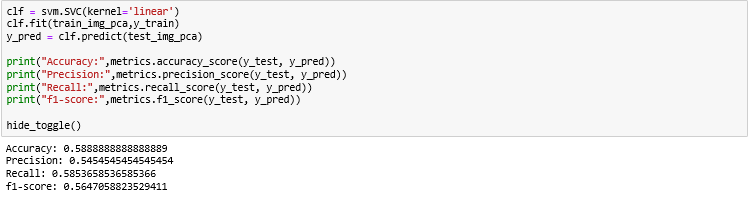 clf = svm.SVC(kernel='linear')
clf.fit(train_img_pca,y_train)
y_pred = clf.predict(test_img_pca)
print("Accuracy:",metrics.accuracy_score(y_test, y_pred))
print("Precision:",metrics.precision_score(y_test, y_pred))
print("Recall:",metrics.recall_score(y_test, y_pred))
print("f1-score:",metrics.f1_score(y_test, y_pred))
hide_toggle()
Accuracy: 0.5888888888888889
Precision: 0.5454545454545454
Recall: 0.5853658536585366
f1-score: 0.5647058823529411